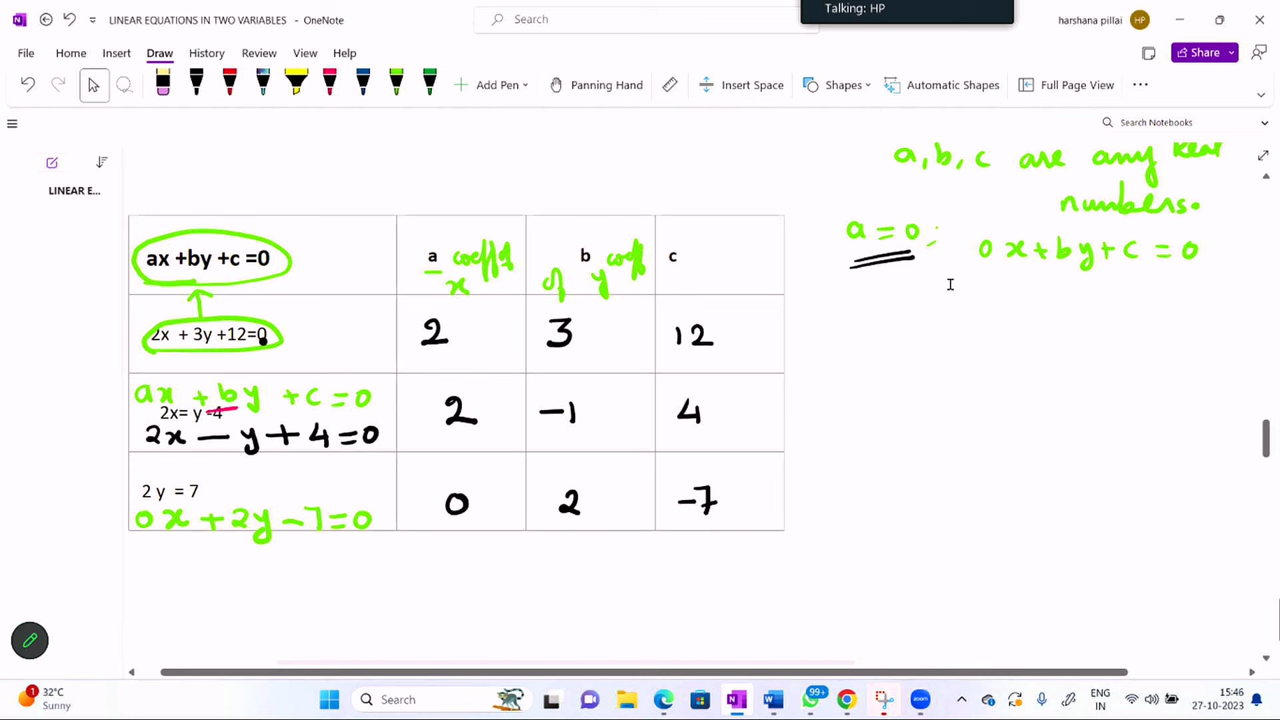 Talking: HP
LINEAR EQUATIONS IN TWO VARIABLES - OneNote
Search
harshana pillai
HP
File Home Insert Draw History Review View Help
Share
Add Pen
Panning Hand
Insert Space
Shapes
Automatic Shapes
Full Page View
Search Notebooks
LINEAR E...
a, b, c are any real
numbers.
a = 0 : 0x + by + c = 0
ax +by +c =0 a coeff of x b coeff of y c
2x + 3y +12=0 2 3 12
ax + by + c = 0
2x= y -4
2x - y + 4 = 0 2 -1 4
2 y = 7
0x + 2y - 7 = 0 0 2 -7
1
32°C
Sunny
Search
99+
ENG
IN
15:46
27-10-2023